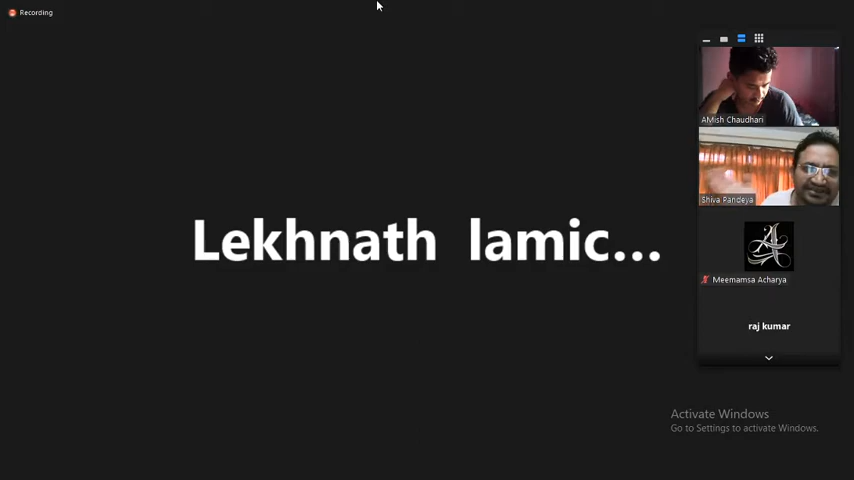 Recording
Lekhnath lamic...
AMish Chaudhari
Shiva Pandeya
Meemamsa Acharya
raj kumar
Activate Windows
Go to Settings to activate Windows.